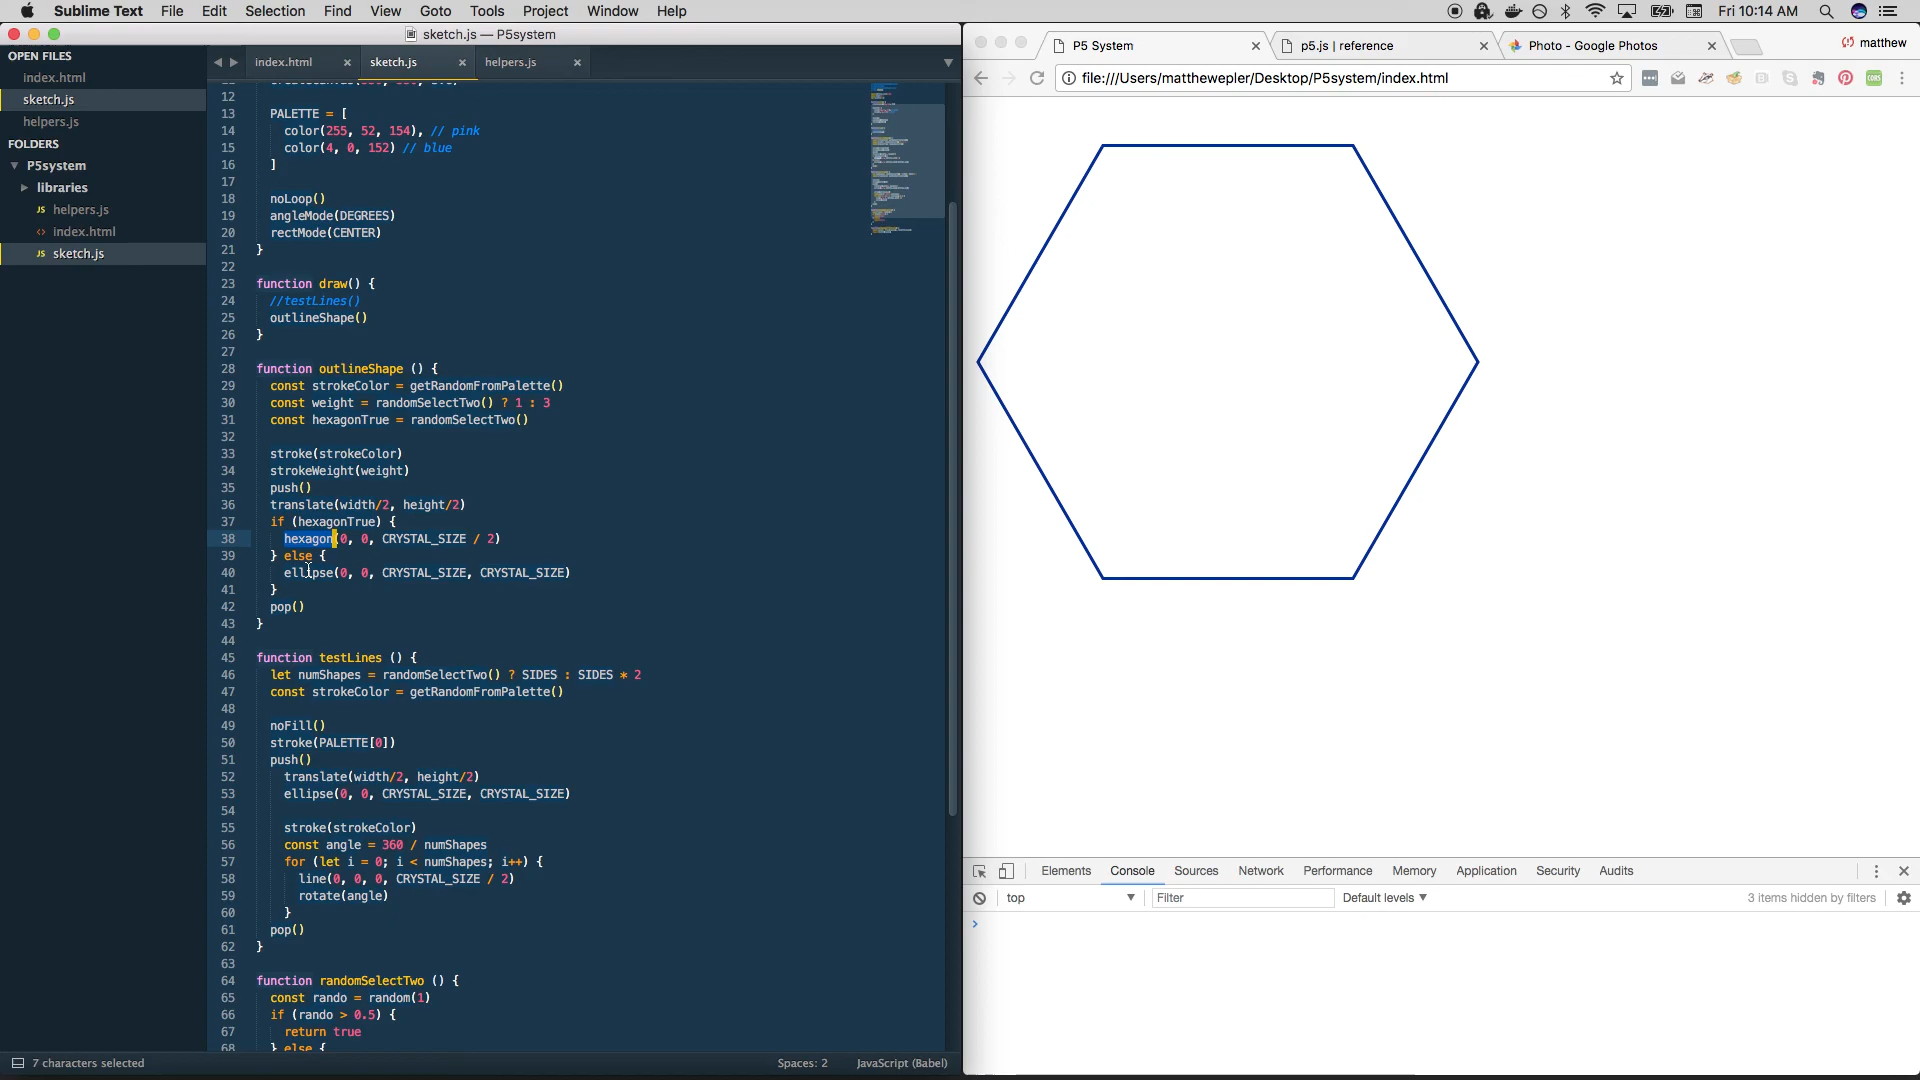 Sublime Text File Edit Selection Find View Goto Tools Project Window Help Fri 10:14 AM
sketch.js — P5system
OPEN FILES
index.html
sketch.js
helpers.js
FOLDERS
P5system
libraries
JS helpers.js
<> index.html
JS sketch.js
index.html × sketch.js × helpers.js ×
12
13 PALETTE = [
14 color(255, 52, 154), // pink
15 color(4, 0, 152) // blue
16 ]
17
18 noLoop()
19 angleMode(DEGREES)
20 rectMode(CENTER)
21 }
22
23 function draw() {
24 //testLines()
25 outlineShape()
26 }
27
28 function outlineShape () {
29 const strokeColor = getRandomFromPalette()
30 const weight = randomSelectTwo() ? 1 : 3
31 const hexagonTrue = randomSelectTwo()
32
33 stroke(strokeColor)
34 strokeWeight(weight)
35 push()
36 translate(width/2, height/2)
37 if (hexagonTrue) {
38 hexagon(0, 0, CRYSTAL_SIZE / 2)
39 } else {
40 ellipse(0, 0, CRYSTAL_SIZE, CRYSTAL_SIZE)
41 }
42 pop()
43 }
44
45 function testLines () {
46 let numShapes = randomSelectTwo() ? SIDES : SIDES * 2
47 const strokeColor = getRandomFromPalette()
48
49 noFill()
50 stroke(PALETTE[0])
51 push()
52 translate(width/2, height/2)
53 ellipse(0, 0, CRYSTAL_SIZE, CRYSTAL_SIZE)
54
55 stroke(strokeColor)
56 const angle = 360 / numShapes
57 for (let i = 0; i < numShapes; i++) {
58 line(0, 0, 0, CRYSTAL_SIZE / 2)
59 rotate(angle)
60 }
61 pop()
62 }
63
64 function randomSelectTwo () {
65 const rando = random(1)
66 if (rando > 0.5) {
67 return true
68 } else {
7 characters selected Spaces: 2 JavaScript (Babel)
P5 System × p5.js | reference × Photo - Google Photos × matthew
file:///Users/matthewepler/Desktop/P5system/index.html
Elements Console Sources Network Performance Memory Application Security Audits
top Filter Default levels 3 items hidden by filters